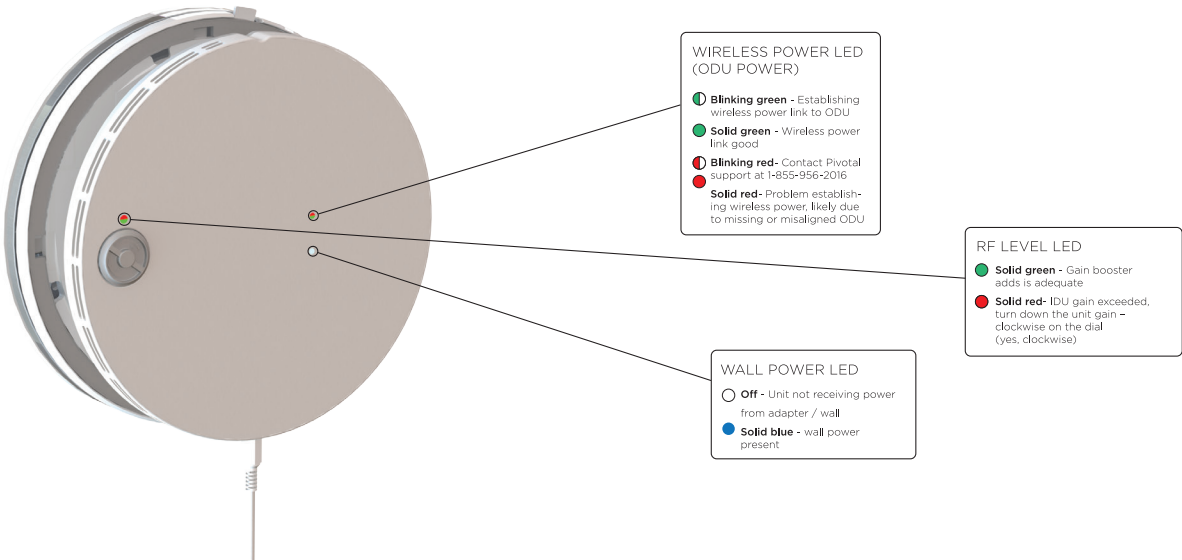 WIRELESS POWER LED
(ODU POWER)
Blinking green - Establishing
wireless power link to ODU
Solid green - Wireless power
link good
Blinking red- Contact Pivotal
support at 1-855-956-2016
Solid red- Problem establish-
ing wireless power, likely due
to missing or misaligned ODU
RF LEVEL LED
Solid green - Gain booster
adds is adequate
Solid red- IDU gain exceeded,
turn down the unit gain –
clockwise on the dial
(yes, clockwise)
WALL POWER LED
Off - Unit not receiving power
from adapter / wall
Solid blue - wall power
present